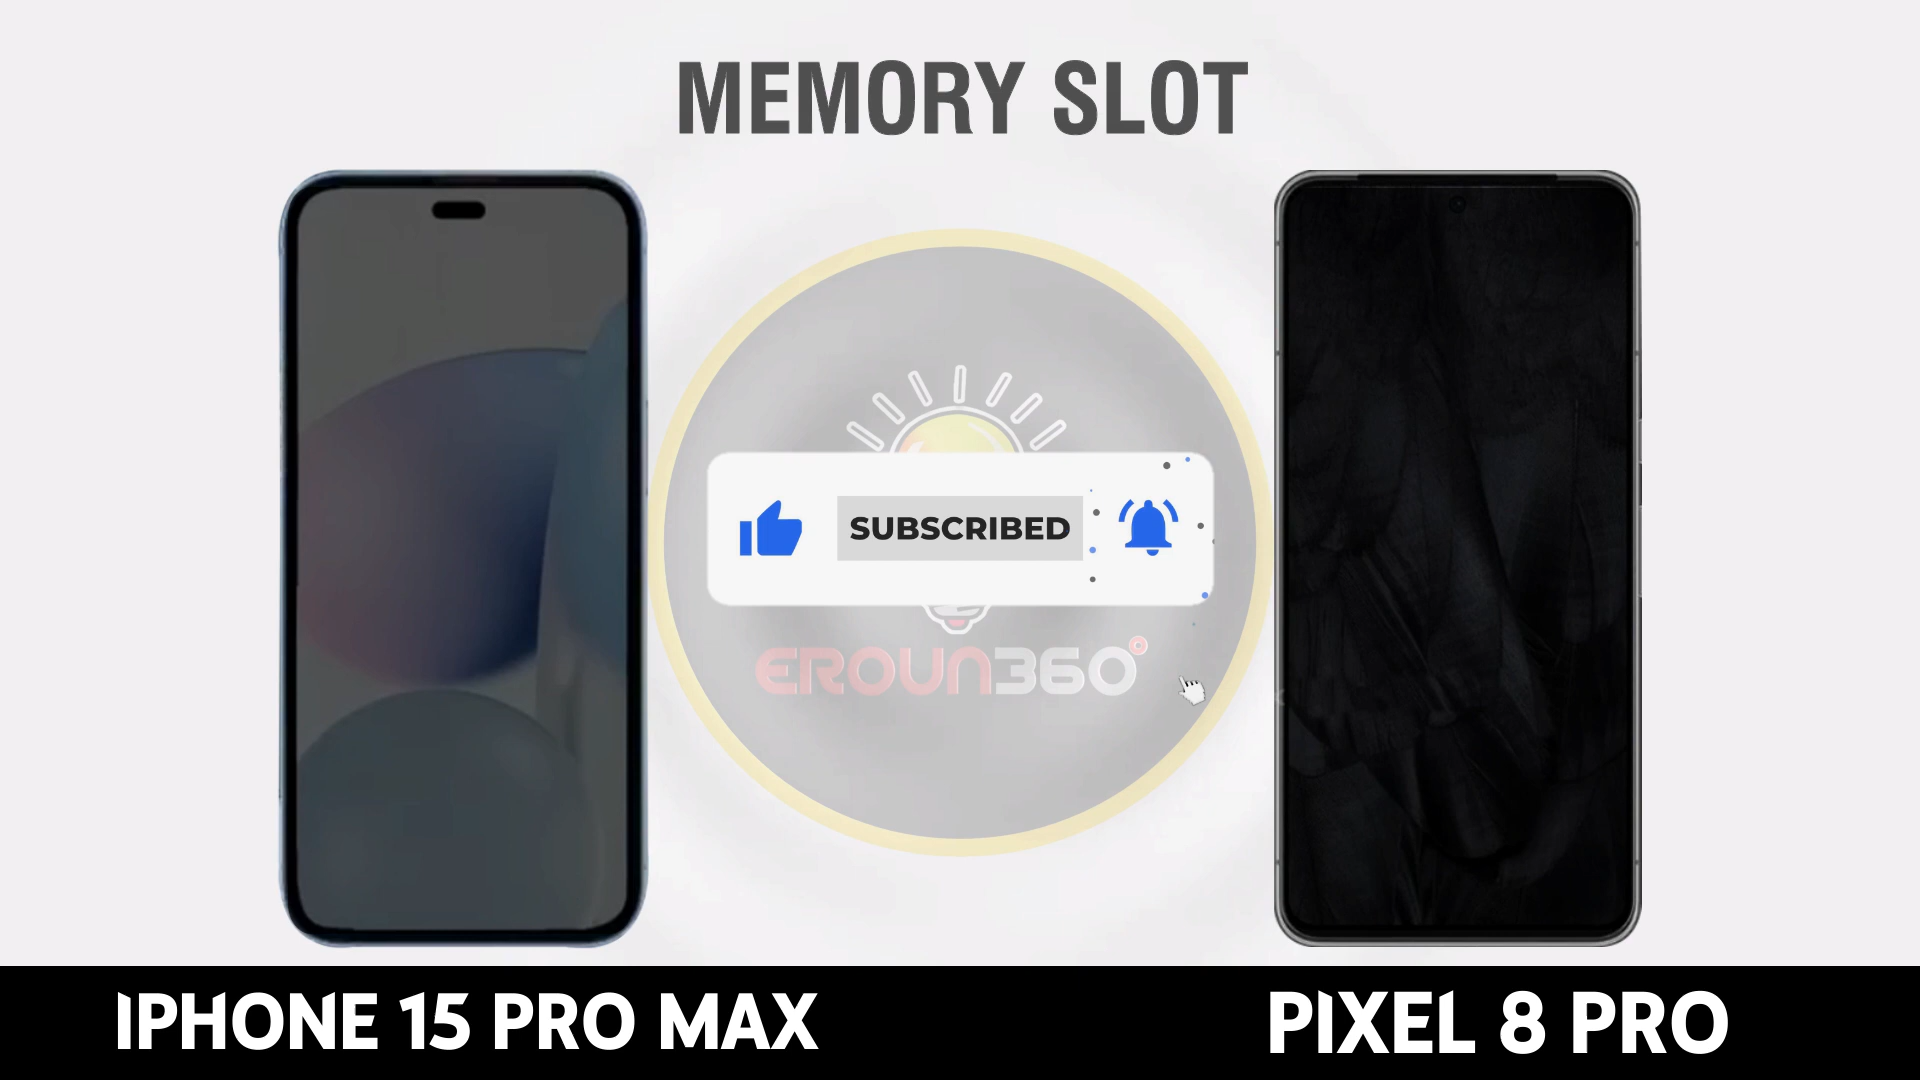 MEMORY SLOT
SUBSCRIBED
EROUN360°
IPHONE 15 PRO MAX
PIXEL 8 PRO